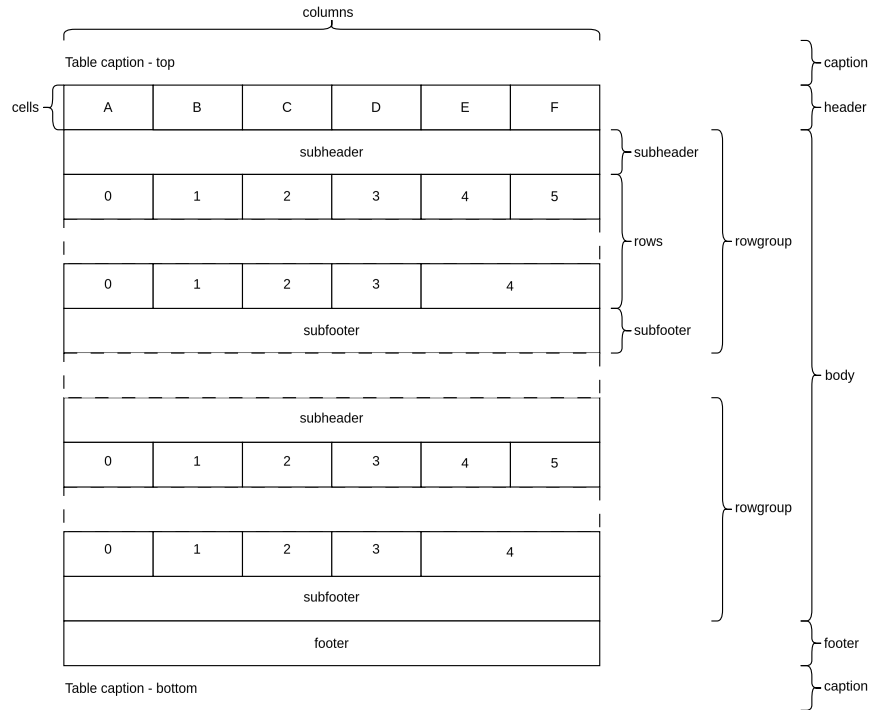 columns
Table caption - top
caption
cells
A B C D E F
header
subheader
subheader
0 1 2 3 4 5
rows
rowgroup
0 1 2 3 4
subfooter
subfooter
body
subheader
0 1 2 3 4 5
rowgroup
0 1 2 3 4
subfooter
footer
footer
Table caption - bottom
caption